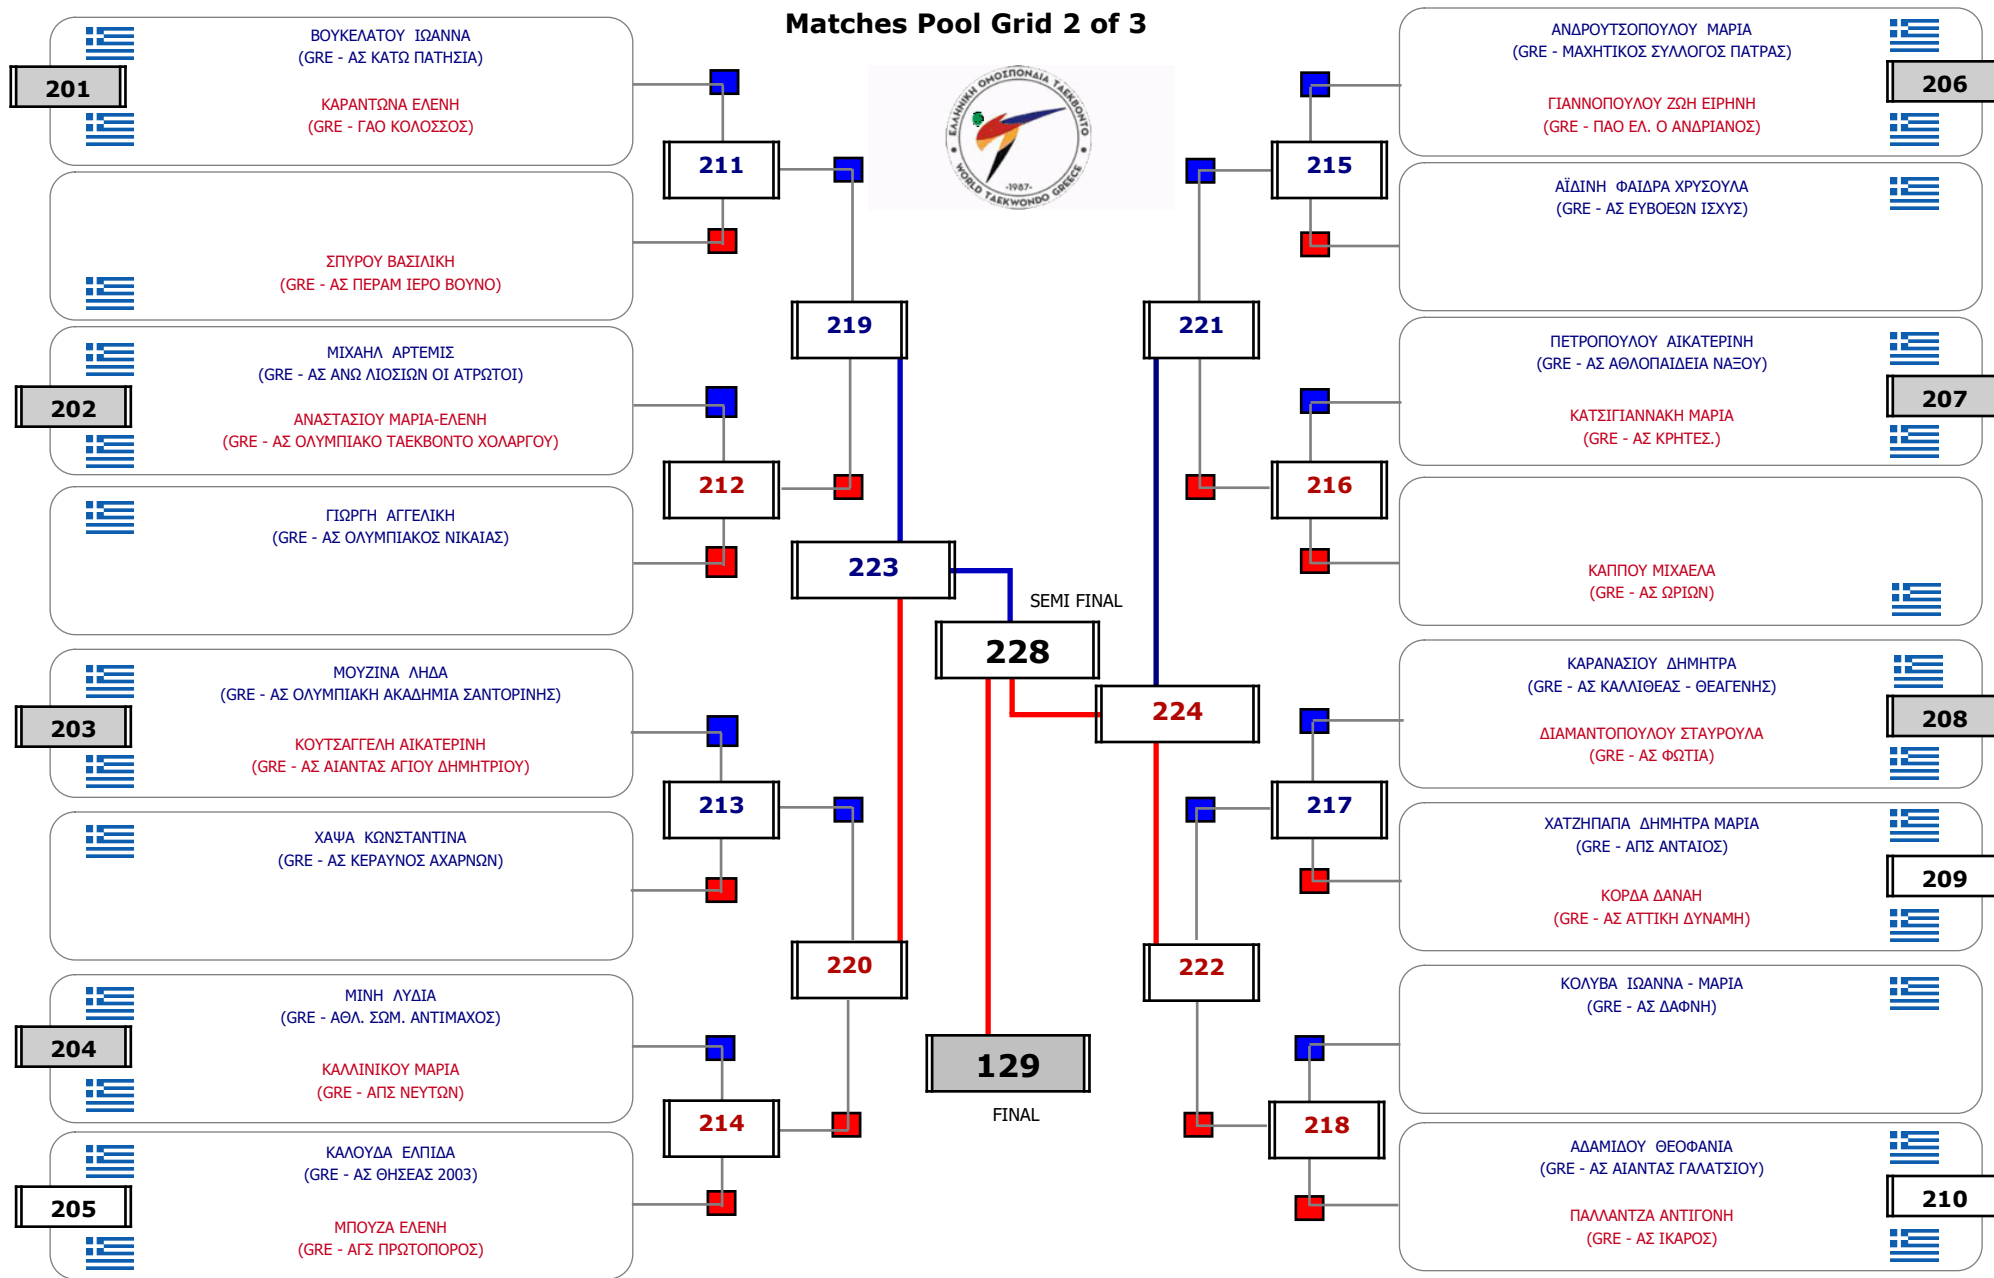 Matches Pool Grid 2 of 3
201
ΒΟΥΚΕΛΑΤΟΥ ΙΩΑΝΝΑ
(GRE - ΑΣ ΚΑΤΩ ΠΑΤΗΣΙΑ)
ΚΑΡΑΝΤΩΝΑ ΕΛΕΝΗ
(GRE - ΓΑΟ ΚΟΛΟΣΣΟΣ)
ΣΠΥΡΟΥ ΒΑΣΙΛΙΚΗ
(GRE - ΑΣ ΠΕΡΑΜ ΙΕΡΟ ΒΟΥΝΟ)
202
ΜΙΧΑΗΛ ΑΡΤΕΜΙΣ
(GRE - ΑΣ ΑΝΩ ΛΙΟΣΙΩΝ ΟΙ ΑΤΡΩΤΟΙ)
ΑΝΑΣΤΑΣΙΟΥ ΜΑΡΙΑ-ΕΛΕΝΗ
(GRE - ΑΣ ΟΛΥΜΠΙΑΚΟ ΤΑΕΚΒΟΝΤΟ ΧΟΛΑΡΓΟΥ)
ΓΙΩΡΓΗ ΑΓΓΕΛΙΚΗ
(GRE - ΑΣ ΟΛΥΜΠΙΑΚΟΣ ΝΙΚΑΙΑΣ)
203
ΜΟΥΖΙΝΑ ΛΗΔΑ
(GRE - ΑΣ ΟΛΥΜΠΙΑΚΗ ΑΚΑΔΗΜΙΑ ΣΑΝΤΟΡΙΝΗΣ)
ΚΟΥΤΣΑΓΓΕΛΗ ΑΙΚΑΤΕΡΙΝΗ
(GRE - ΑΣ ΑΙΑΝΤΑΣ ΑΓΙΟΥ ΔΗΜΗΤΡΙΟΥ)
ΧΑΨΑ ΚΩΝΣΤΑΝΤΙΝΑ
(GRE - ΑΣ ΚΕΡΑΥΝΟΣ ΑΧΑΡΝΩΝ)
204
ΜΙΝΗ ΛΥΔΙΑ
(GRE - ΑΘΛ. ΣΩΜ. ΑΝΤΙΜΑΧΟΣ)
ΚΑΛΛΙΝΙΚΟΥ ΜΑΡΙΑ
(GRE - ΑΠΣ ΝΕΥΤΩΝ)
205
ΚΑΛΟΥΔΑ ΕΛΠΙΔΑ
(GRE - ΑΣ ΘΗΣΕΑΣ 2003)
ΜΠΟΥΖΑ ΕΛΕΝΗ
(GRE - ΑΓΣ ΠΡΩΤΟΠΟΡΟΣ)
211
212
213
214
219
220
223
ΕΛΛΗΝΙΚΗ ΟΜΟΣΠΟΝΔΙΑ ΤΑΕΚΒΟΝΤΟ
-1987-
WORLD TAEKWONDO GREECE
SEMI FINAL
228
129
FINAL
224
221
222
215
216
217
218
ΑΝΔΡΟΥΤΣΟΠΟΥΛΟΥ ΜΑΡΙΑ
(GRE - ΜΑΧΗΤΙΚΟΣ ΣΥΛΛΟΓΟΣ ΠΑΤΡΑΣ)
206
ΓΙΑΝΝΟΠΟΥΛΟΥ ΖΩΗ ΕΙΡΗΝΗ
(GRE - ΠΑΟ ΕΛ. Ο ΑΝΔΡΙΑΝΟΣ)
ΑΪΔΙΝΗ ΦΑΙΔΡΑ ΧΡΥΣΟΥΛΑ
(GRE - ΑΣ ΕΥΒΟΕΩΝ ΙΣΧΥΣ)
ΠΕΤΡΟΠΟΥΛΟΥ ΑΙΚΑΤΕΡΙΝΗ
(GRE - ΑΣ ΑΘΛΟΠΑΙΔΕΙΑ ΝΑΞΟΥ)
207
ΚΑΤΣΙΓΙΑΝΝΑΚΗ ΜΑΡΙΑ
(GRE - ΑΣ ΚΡΗΤΕΣ.)
ΚΑΠΠΟΥ ΜΙΧΑΕΛΑ
(GRE - ΑΣ ΩΡΙΩΝ)
ΚΑΡΑΝΑΣΙΟΥ ΔΗΜΗΤΡΑ
(GRE - ΑΣ ΚΑΛΛΙΘΕΑΣ - ΘΕΑΓΕΝΗΣ)
208
ΔΙΑΜΑΝΤΟΠΟΥΛΟΥ ΣΤΑΥΡΟΥΛΑ
(GRE - ΑΣ ΦΩΤΙΑ)
ΧΑΤΖΗΠΑΠΑ ΔΗΜΗΤΡΑ ΜΑΡΙΑ
(GRE - ΑΠΣ ΑΝΤΑΙΟΣ)
209
ΚΟΡΔΑ ΔΑΝΑΗ
(GRE - ΑΣ ΑΤΤΙΚΗ ΔΥΝΑΜΗ)
ΚΟΛΥΒΑ ΙΩΑΝΝΑ - ΜΑΡΙΑ
(GRE - ΑΣ ΔΑΦΝΗ)
ΑΔΑΜΙΔΟΥ ΘΕΟΦΑΝΙΑ
(GRE - ΑΣ ΑΙΑΝΤΑΣ ΓΑΛΑΤΣΙΟΥ)
210
ΠΑΛΛΑΝΤΖΑ ΑΝΤΙΓΟΝΗ
(GRE - ΑΣ ΙΚΑΡΟΣ)